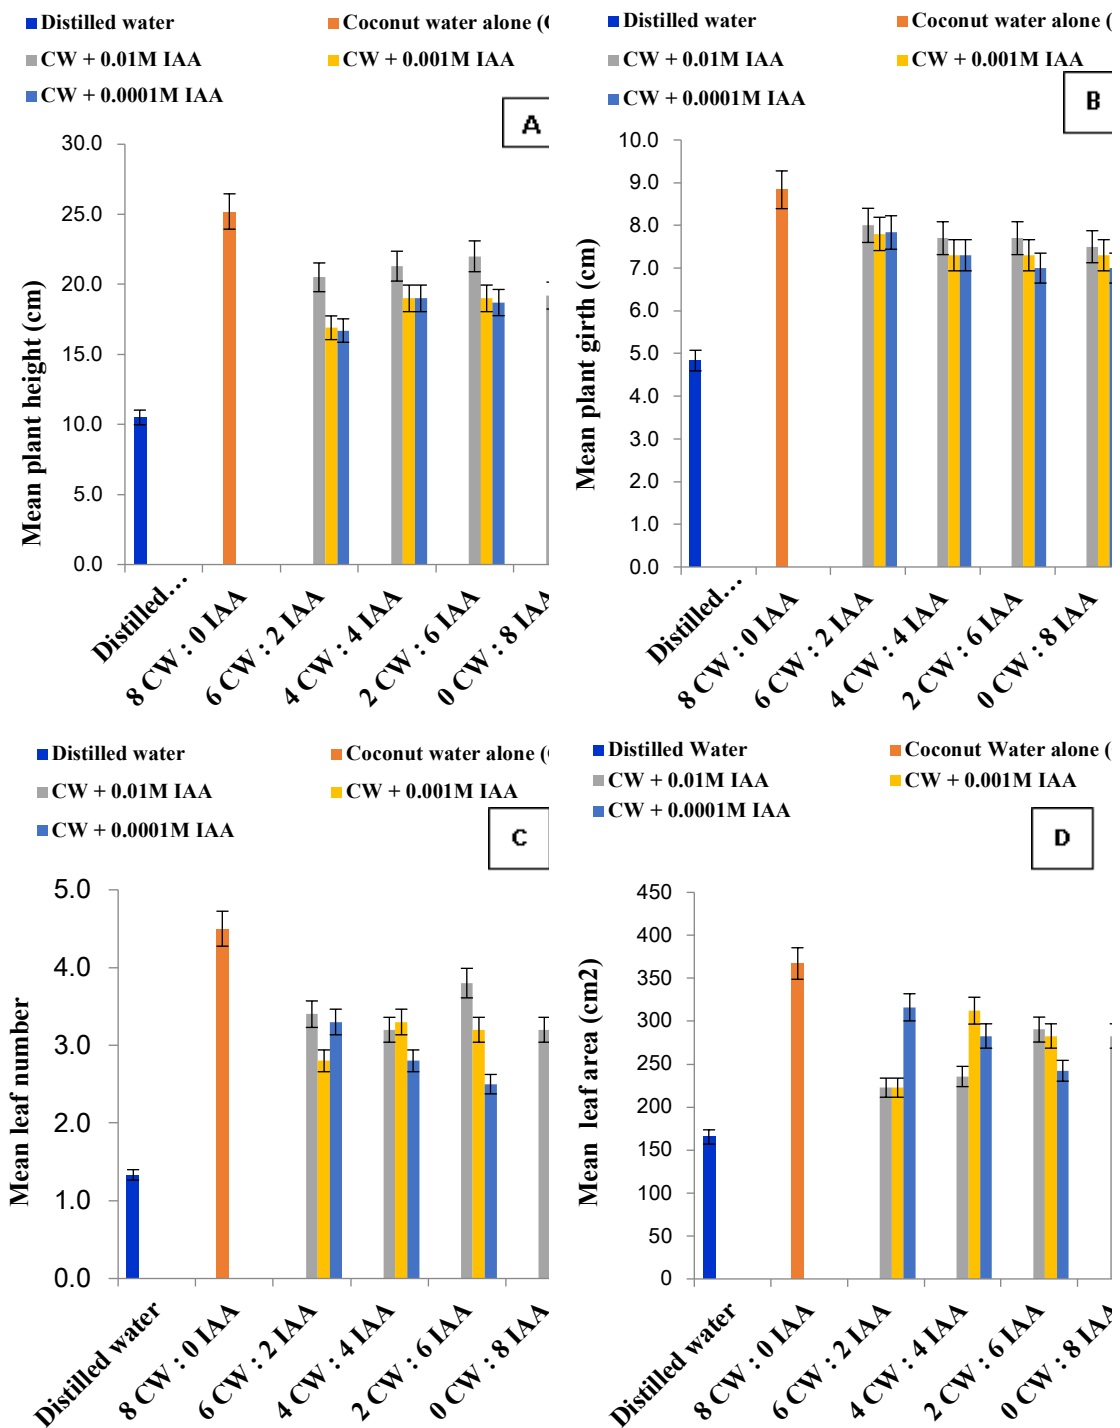 Distilled water
Coconut water alone (
CW + 0.01M IAA
CW + 0.001M IAA
CW + 0.0001M IAA
A
30.0
25.0
20.0
15.0
10.0
5.0
0.0
Mean plant height (cm)
Distilled…
8 CW : 0 IAA
6 CW : 2 IAA
4 CW : 4 IAA
2 CW : 6 IAA
0 CW : 8 IAA
Distilled water
Coconut water alone (
CW + 0.01M IAA
CW + 0.001M IAA
CW + 0.0001M IAA
B
10.0
9.0
8.0
7.0
6.0
5.0
4.0
3.0
2.0
1.0
0.0
Mean plant girth (cm)
Distilled…
8 CW : 0 IAA
6 CW : 2 IAA
4 CW : 4 IAA
2 CW : 6 IAA
0 CW : 8 IAA
Distilled water
Coconut water alone (
CW + 0.01M IAA
CW + 0.001M IAA
CW + 0.0001M IAA
C
5.0
4.0
3.0
2.0
1.0
0.0
Mean leaf number
Distilled water
8 CW : 0 IAA
6 CW : 2 IAA
4 CW : 4 IAA
2 CW : 6 IAA
0 CW : 8 IAA
Distilled Water
Coconut Water alone (
CW + 0.01M IAA
CW + 0.001M IAA
CW + 0.0001M IAA
D
450
400
350
300
250
200
150
100
50
0
Mean leaf area (cm2)
Distilled water
8 CW : 0 IAA
6 CW : 2 IAA
4 CW : 4 IAA
2 CW : 6 IAA
0 CW : 8 IAA